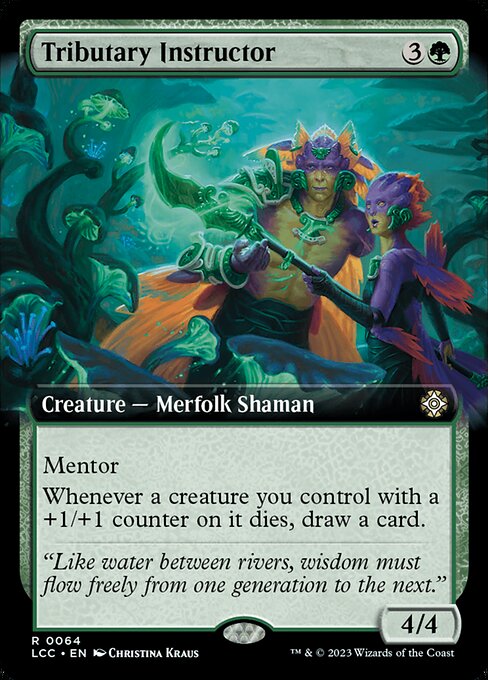 Tributary Instructor 3
Creature — Merfolk Shaman
Mentor
Whenever a creature you control with a
+1/+1 counter on it dies, draw a card.
“Like water between rivers, wisdom must
flow freely from one generation to the next.”
4/4
R 0064
LCC • EN Christina Kraus
™ & © 2023 Wizards of the Coast